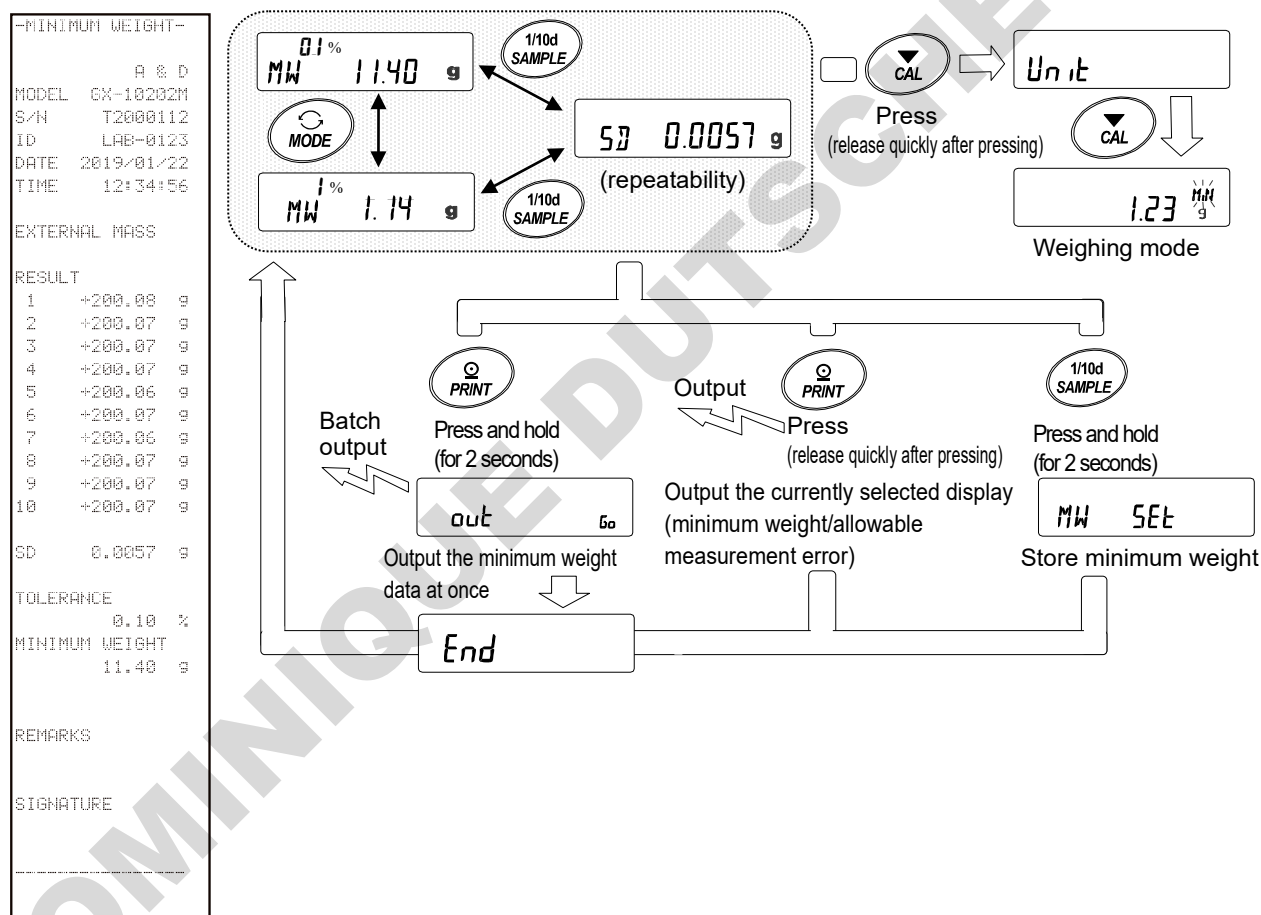 -MINIMUM WEIGHT-
A & D
MODEL GX-10202M
S/N T2000112
ID LAB-0123
DATE 2019/01/22
TIME 12:34:56
EXTERNAL MASS
RESULT
1 +200.08 g
2 +200.07 g
3 +200.07 g
4 +200.07 g
5 +200.06 g
6 +200.07 g
7 +200.06 g
8 +200.07 g
9 +200.07 g
10 +200.07 g
SD 0.0057 g
TOLERANCE
0.10 %
MINIMUM WEIGHT
11.40 g
REMARKS
SIGNATURE
0.1 %
MW 11.40 g
1/10d
SAMPLE
MODE
SD 0.0057 g
(repeatability)
1 %
MW 1.14 g
1/10d
SAMPLE
CAL
Press
(release quickly after pressing)
Unit
CAL
1.23 MIN g
Weighing mode
PRINT
Press and hold
(for 2 seconds)
Batch
output
out Go
Output the minimum weight
data at once
Output
PRINT
Press
(release quickly after pressing)
Output the currently selected display
(minimum weight/allowable
measurement error)
1/10d
SAMPLE
Press and hold
(for 2 seconds)
MW SEt
Store minimum weight
End
OMINIQUE DUTSCHE